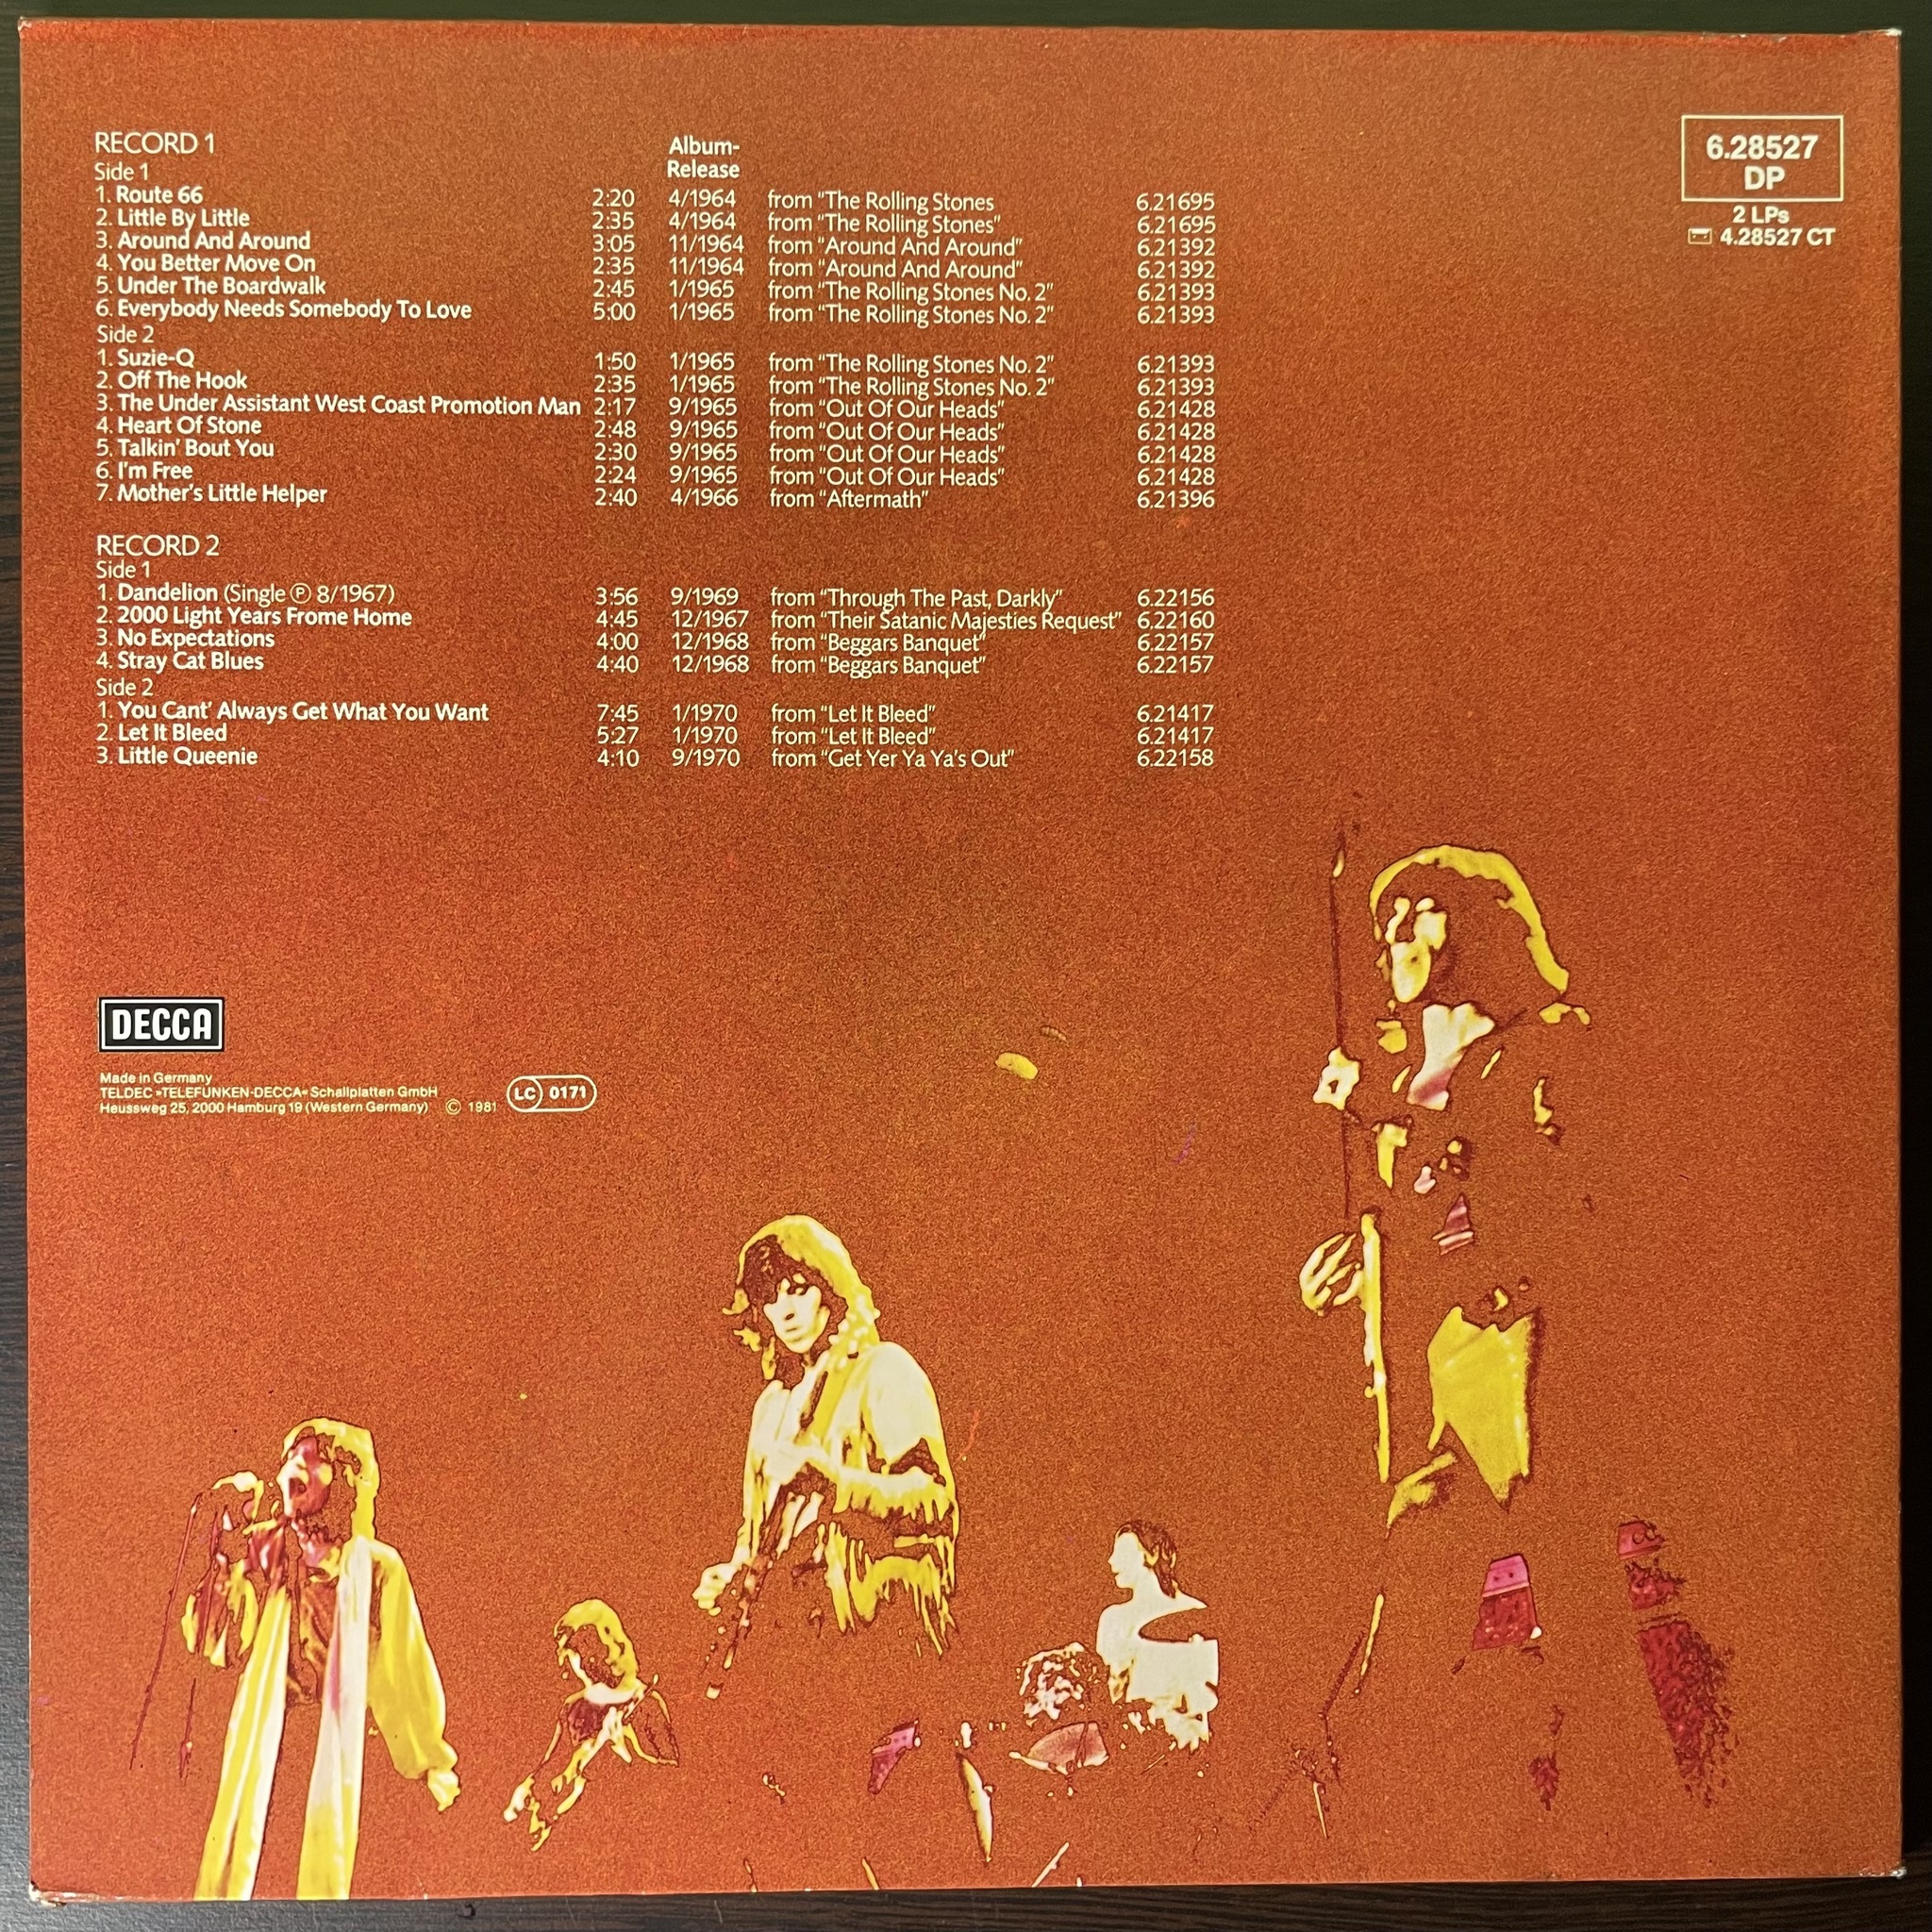 RECORD 1 Album-
Side 1 Release
1. Route 66 2:20 4/1964 from "The Rolling Stones 6.21695
2. Little By Little 2:35 4/1964 from "The Rolling Stones" 6.21695
3. Around And Around 3:05 11/1964 from "Around And Around" 6.21392
4. You Better Move On 2:35 11/1964 from "Around And Around" 6.21392
5. Under The Boardwalk 2:45 1/1965 from "The Rolling Stones No. 2" 6.21393
6. Everybody Needs Somebody To Love 5:00 1/1965 from "The Rolling Stones No. 2" 6.21393
Side 2
1. Suzie-Q 1:50 1/1965 from "The Rolling Stones No. 2" 6.21393
2. Off The Hook 2:35 1/1965 from "The Rolling Stones No. 2" 6.21393
3. The Under Assistant West Coast Promotion Man 2:17 9/1965 from "Out Of Our Heads" 6.21428
4. Heart Of Stone 2:48 9/1965 from "Out Of Our Heads" 6.21428
5. Talkin' Bout You 2:30 9/1965 from "Out Of Our Heads" 6.21428
6. I'm Free 2:24 9/1965 from "Out Of Our Heads" 6.21428
7. Mother's Little Helper 2:40 4/1966 from "Aftermath" 6.21396
RECORD 2
Side 1
1. Dandelion (Single Ⓟ 8/1967) 3:56 9/1969 from "Through The Past, Darkly" 6.22156
2. 2000 Light Years Frome Home 4:45 12/1967 from "Their Satanic Majesties Request" 6.22160
3. No Expectations 4:00 12/1968 from "Beggars Banquet" 6.22157
4. Stray Cat Blues 4:40 12/1968 from "Beggars Banquet" 6.22157
Side 2
1. You Cant' Always Get What You Want 7:45 1/1970 from "Let It Bleed" 6.21417
2. Let It Bleed 5:27 1/1970 from "Let It Bleed" 6.21417
3. Little Queenie 4:10 9/1970 from "Get Yer Ya Ya's Out" 6.22158
6.28527
DP
2 LPs
4.28527 CT
DECCA
Made in Germany
TELDEC »TELEFUNKEN-DECCA« Schallplatten GmbH
Heussweg 25, 2000 Hamburg 19 (Western Germany) © 1981
LC 0171